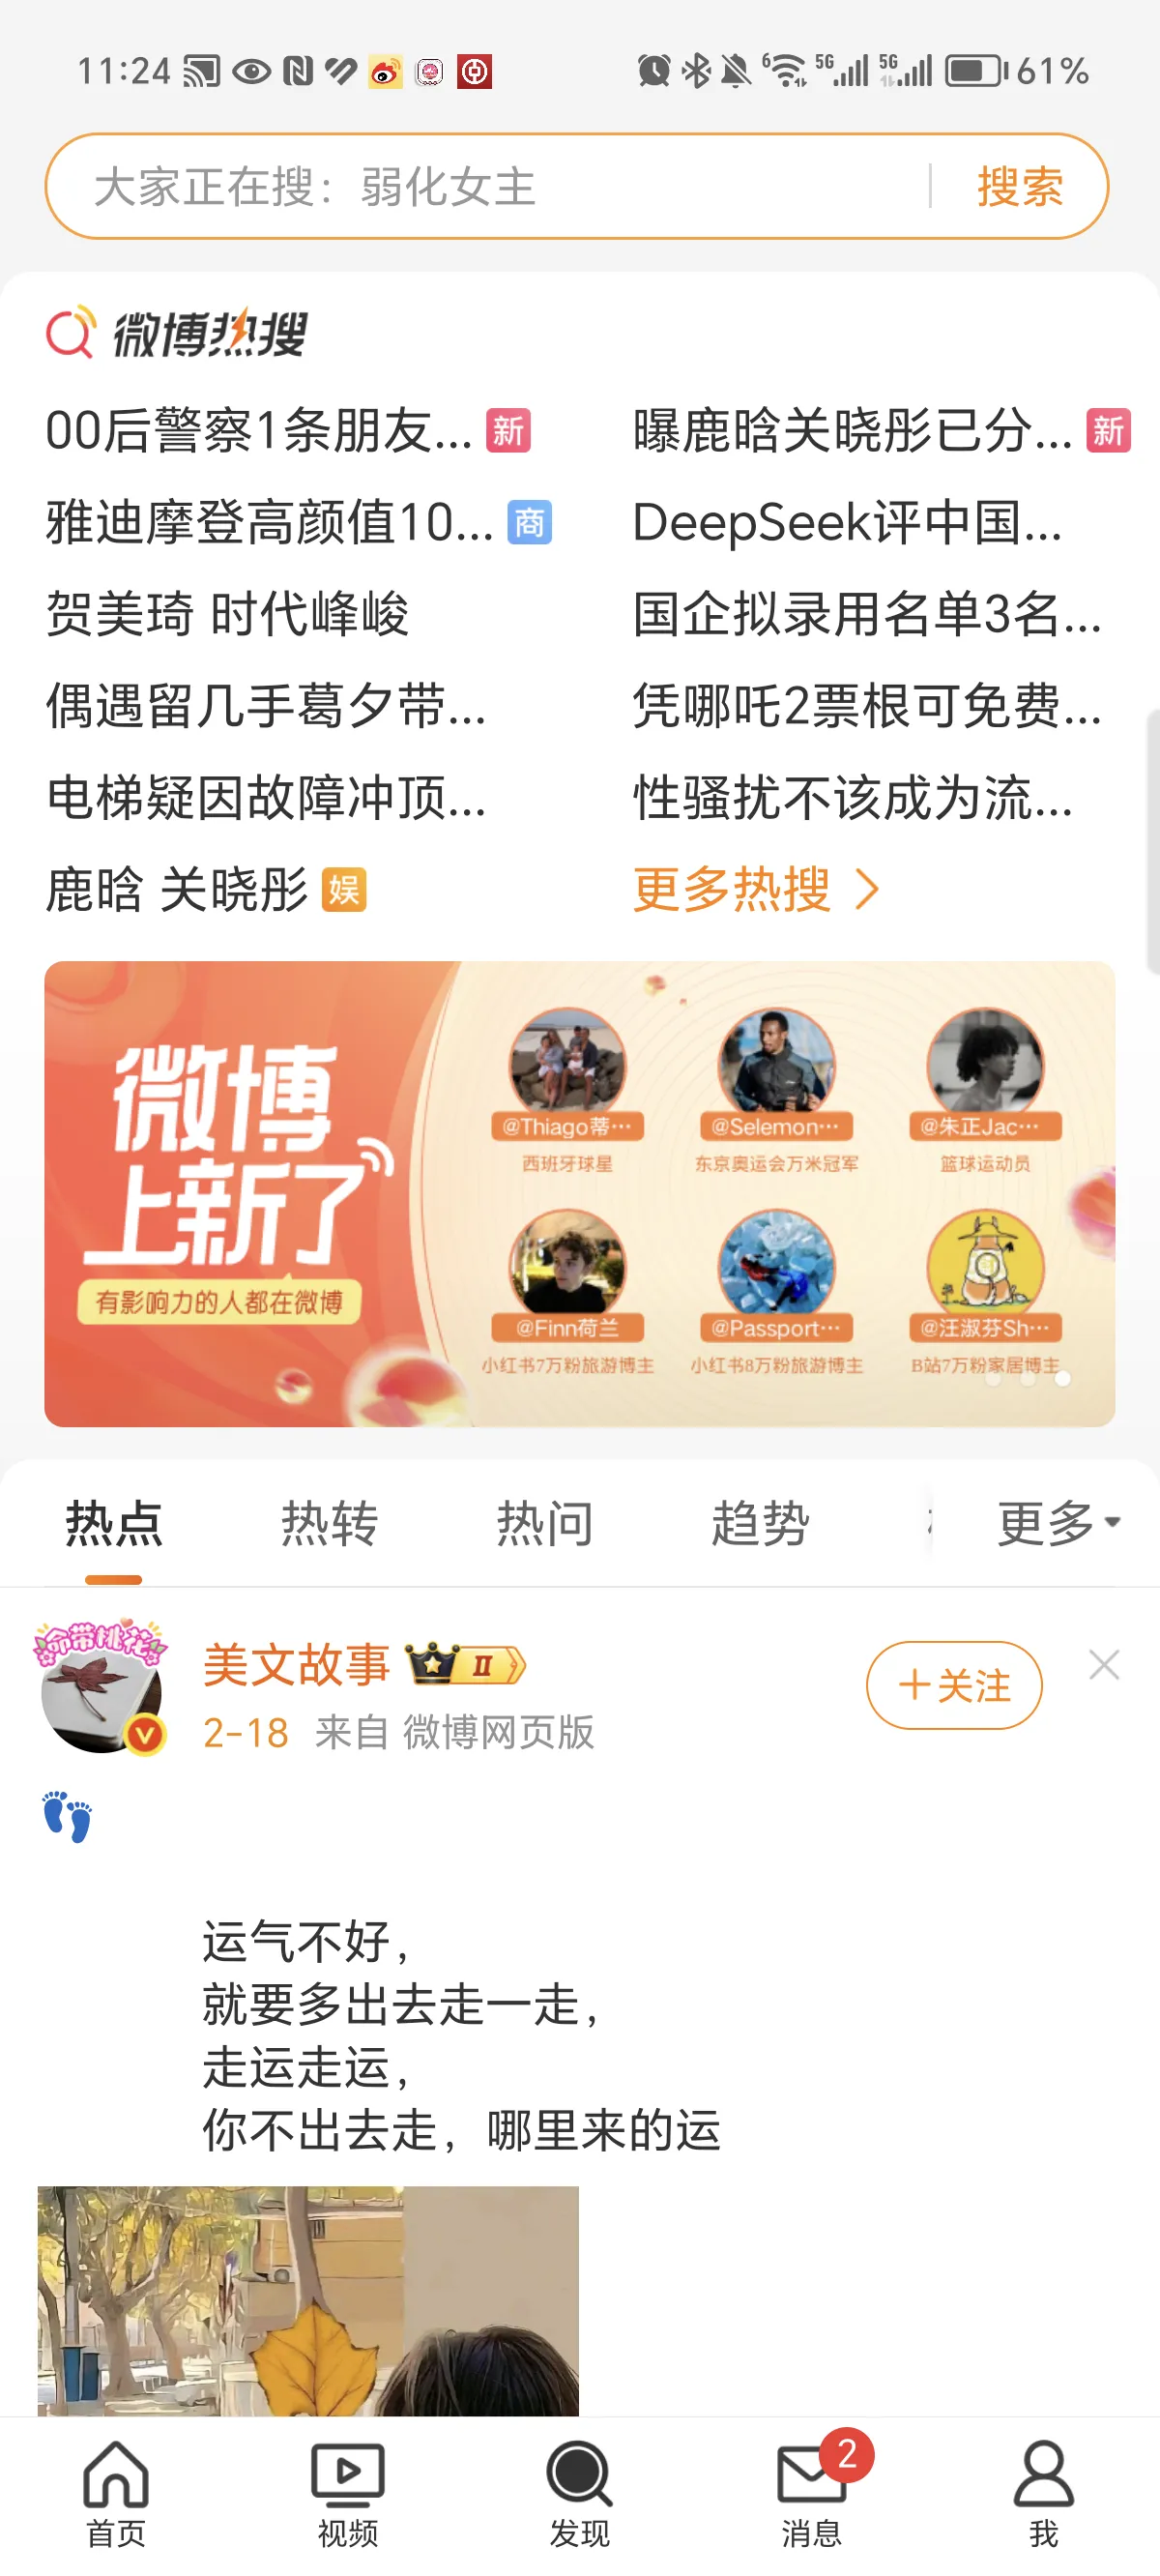 11:24
6
5G
5G
61%
大家正在搜：弱化女主
搜索
微博热搜
00后警察1条朋友...
新
曝鹿晗关晓彤已分...
新
雅迪摩登高颜值10...
商
DeepSeek评中国...
贺美琦 时代峰峻
国企拟录用名单3名...
偶遇留几手葛夕带...
凭哪吒2票根可免费...
电梯疑因故障冲顶...
性骚扰不该成为流...
鹿晗 关晓彤
娱
更多热搜
微博
上新了
有影响力的人都在微博
@Thiago蒂···
@Selemon···
@朱正Jac···
西班牙球星
东京奥运会万米冠军
篮球运动员
@Finn荷兰
@Passport···
@汪淑芬Sh···
小红书7万粉旅游博主
小红书8万粉旅游博主
B站7万粉家居博主
热点
热转
热问
趋势
更多
命带桃花
美文故事
II
+关注
2-18 来自 微博网页版
运气不好，
就要多出去走一走，
走运走运，
你不出去走，哪里来的运
2
首页
视频
发现
消息
我